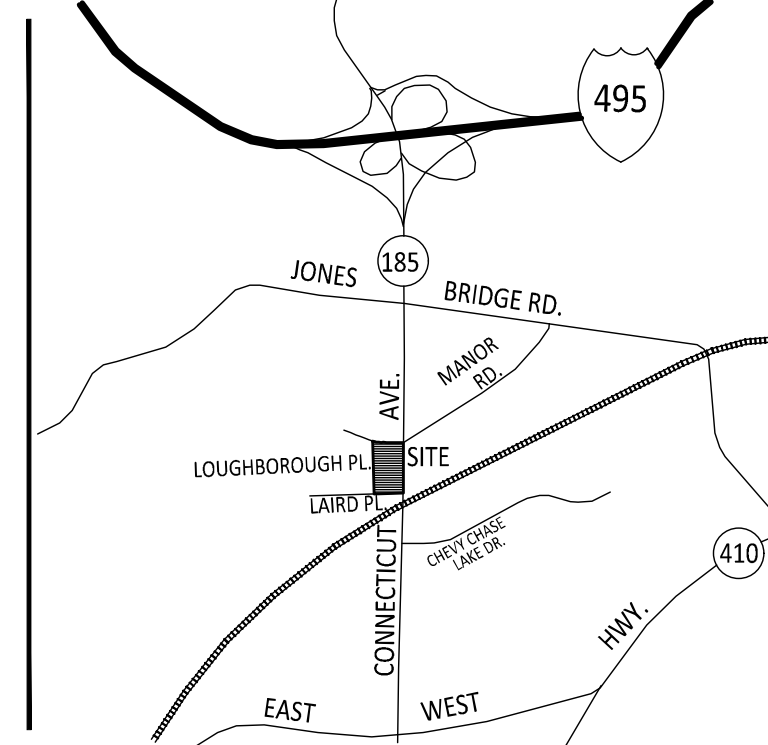 495
185
JONES
BRIDGE RD.
MANOR
RD.
AVE.
SITE
LOUGHBOROUGH PL.
LAIRD PL.
CHEVY CHASE
LAKE DR.
CONNECTICUT
410
HWY.
EAST
WEST